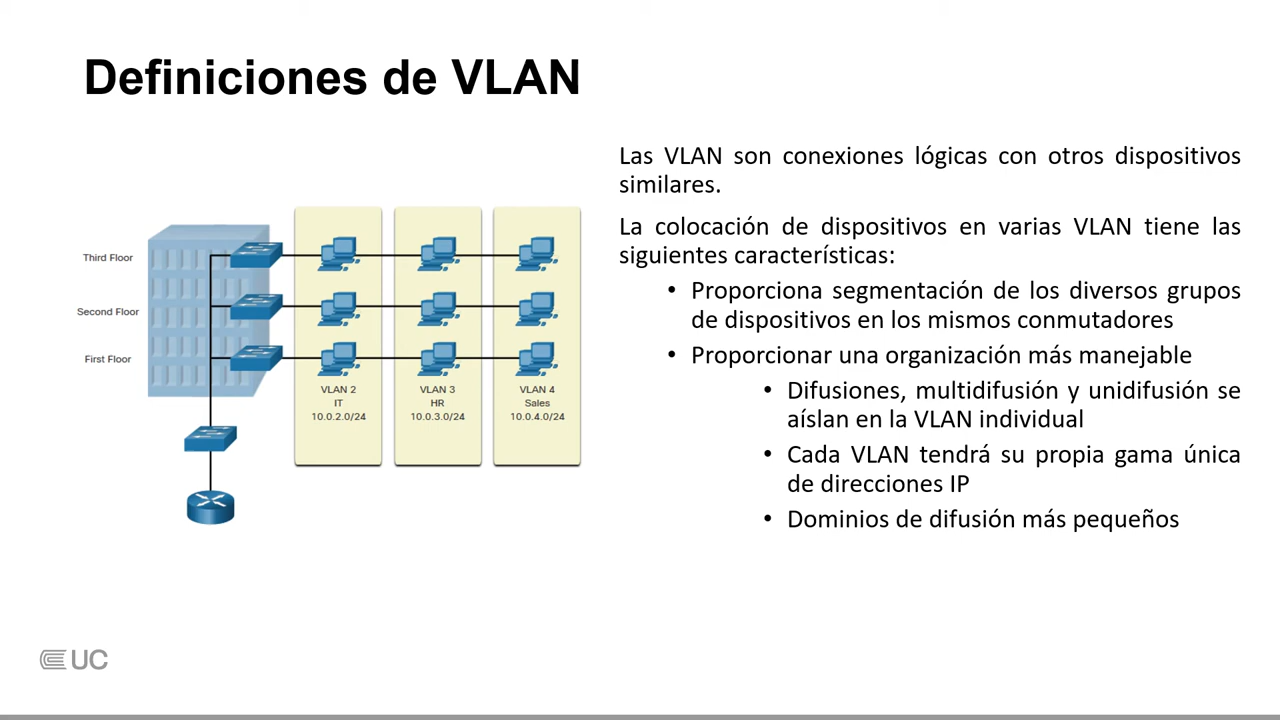 Definiciones de VLAN
Las VLAN son conexiones lógicas con otros dispositivos
similares.
La colocación de dispositivos en varias VLAN tiene las
siguientes características:
• Proporciona segmentación de los diversos grupos
de dispositivos en los mismos conmutadores
• Proporcionar una organización más manejable
• Difusiones, multidifusión y unidifusión se
aíslan en la VLAN individual
• Cada VLAN tendrá su propia gama única
de direcciones IP
• Dominios de difusión más pequeños
Third Floor
Second Floor
First Floor
VLAN 2
IT
10.0.2.0/24
VLAN 3
HR
10.0.3.0/24
VLAN 4
Sales
10.0.4.0/24
UC